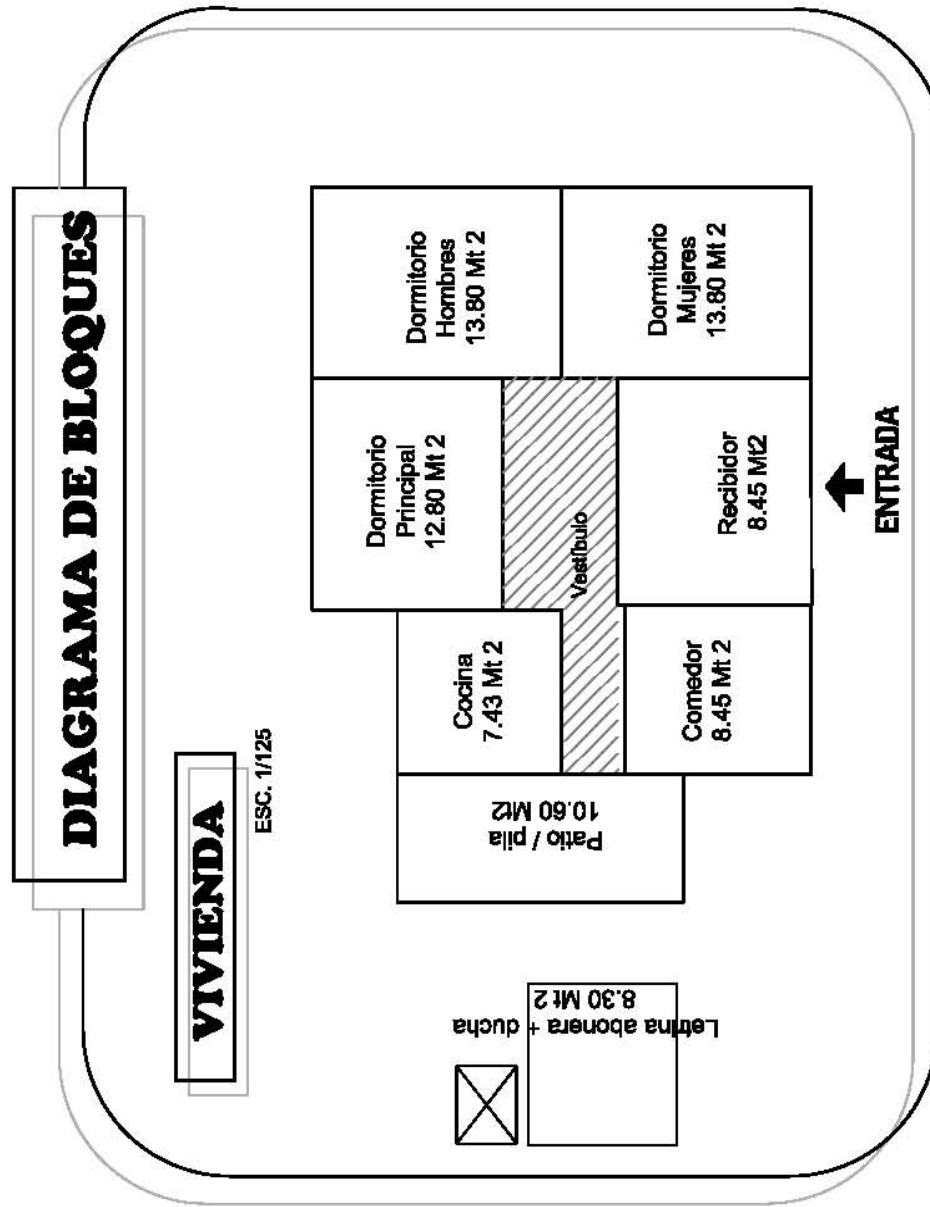 DIAGRAMA DE BLOQUES
VIVIENDA
ESC. 1/125
Letrina abonera + ducha
8.30 Mt 2
Patio / pila
10.60 Mt2
Cocina
7.43 Mt 2
Dormitorio
Principal
12.80 Mt 2
Dormitorio
Hombres
13.80 Mt 2
Vestíbulo
Comedor
8.45 Mt 2
Recibidor
8.45 Mt2
Dormitorio
Mujeres
13.80 Mt 2
ENTRADA